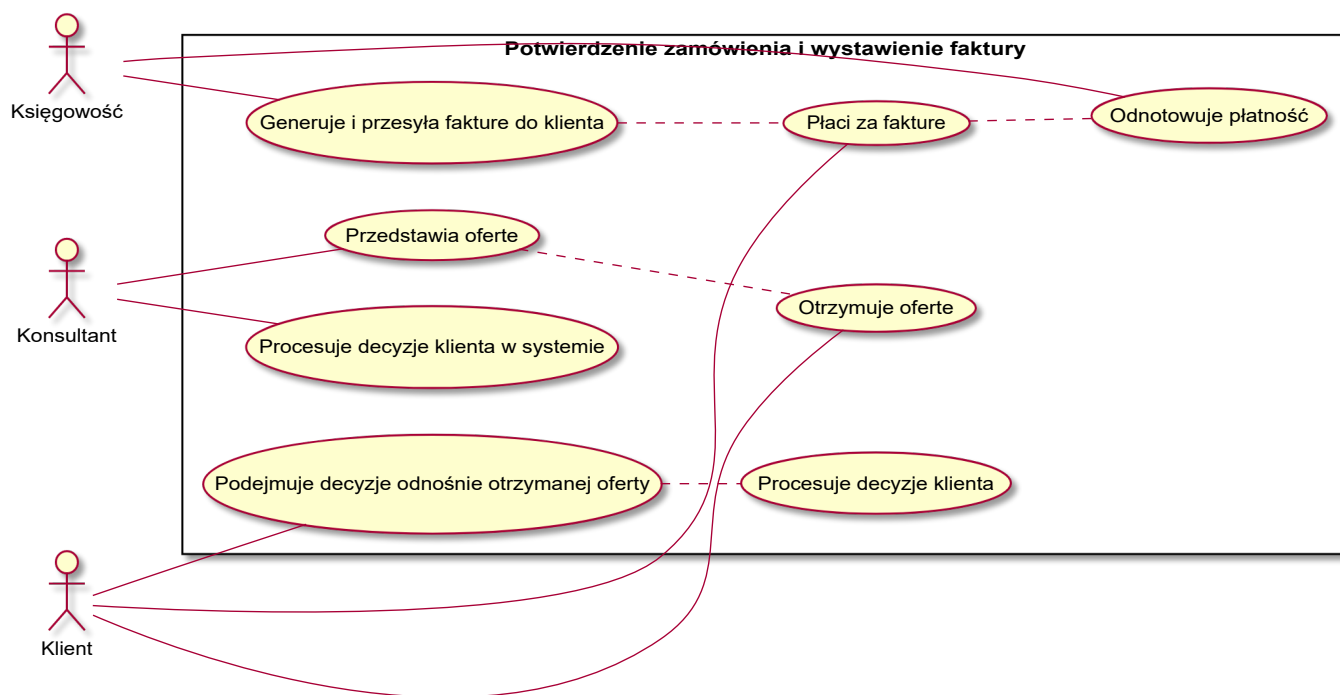 Potwierdzenie zamówienia i wystawienie faktury
Księgowość
Generuje i przesyła fakture do klienta
Płaci za fakture
Odnotowuje płatność
Przedstawia oferte
Konsultant
Otrzymuje oferte
Procesuje decyzje klienta w systemie
Podejmuje decyzje odnośnie otrzymanej oferty
Procesuje decyzje klienta
Klient